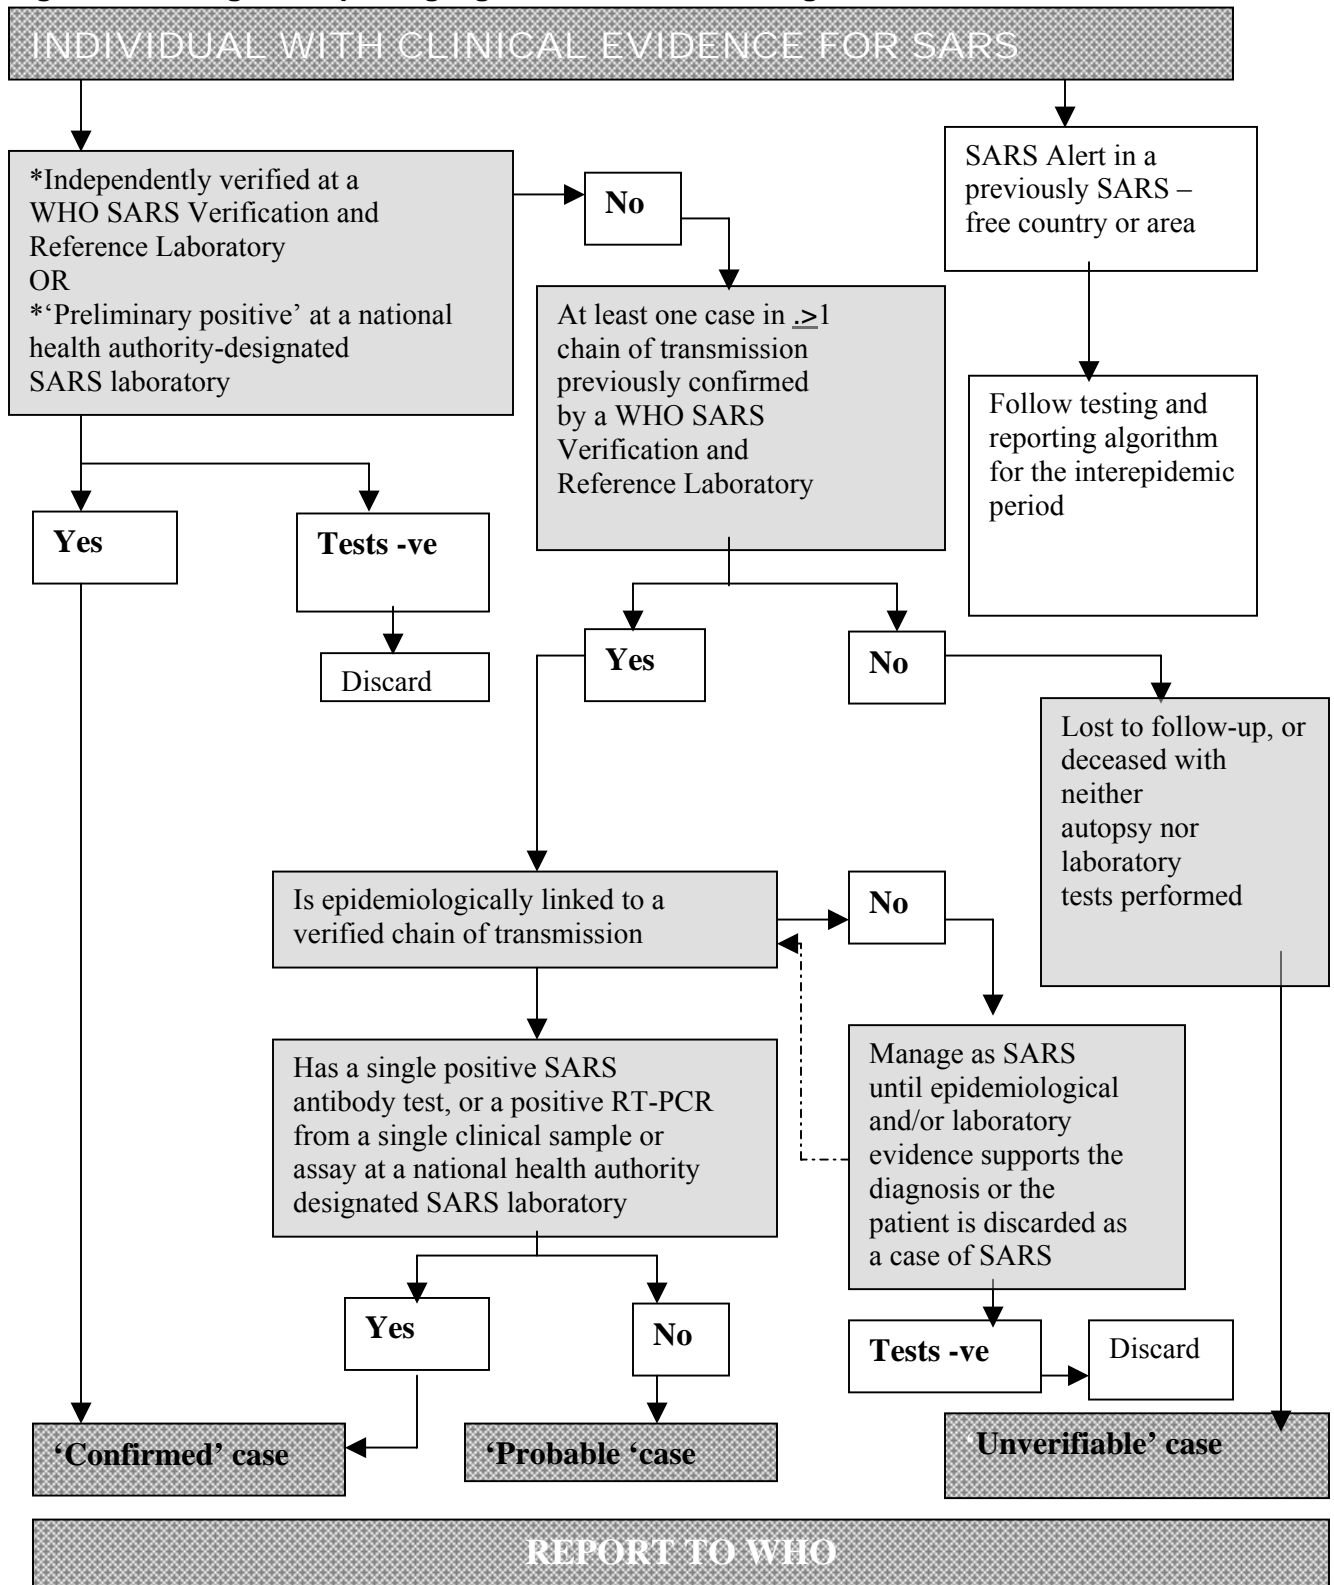 INDIVIDUAL WITH CLINICAL EVIDENCE FOR SARS
*Independently verified at a
WHO SARS Verification and
Reference Laboratory
OR
*‘Preliminary positive’ at a national
health authority-designated
SARS laboratory
No
SARS Alert in a
previously SARS –
free country or area
At least one case in .>1
chain of transmission
previously confirmed
by a WHO SARS
Verification and
Reference Laboratory
Follow testing and
reporting algorithm
for the interepidemic
period
Yes
Tests -ve
Discard
Yes
No
Lost to follow-up, or
deceased with
neither
autopsy nor
laboratory
tests performed
Is epidemiologically linked to a
verified chain of transmission
No
Has a single positive SARS
antibody test, or a positive RT-PCR
from a single clinical sample or
assay at a national health authority
designated SARS laboratory
Manage as SARS
until epidemiological
and/or laboratory
evidence supports the
diagnosis or the
patient is discarded as
a case of SARS
Yes
No
Tests -ve
Discard
‘Confirmed’ case
‘Probable ‘case
‘Unverifiable’ case
REPORT TO WHO